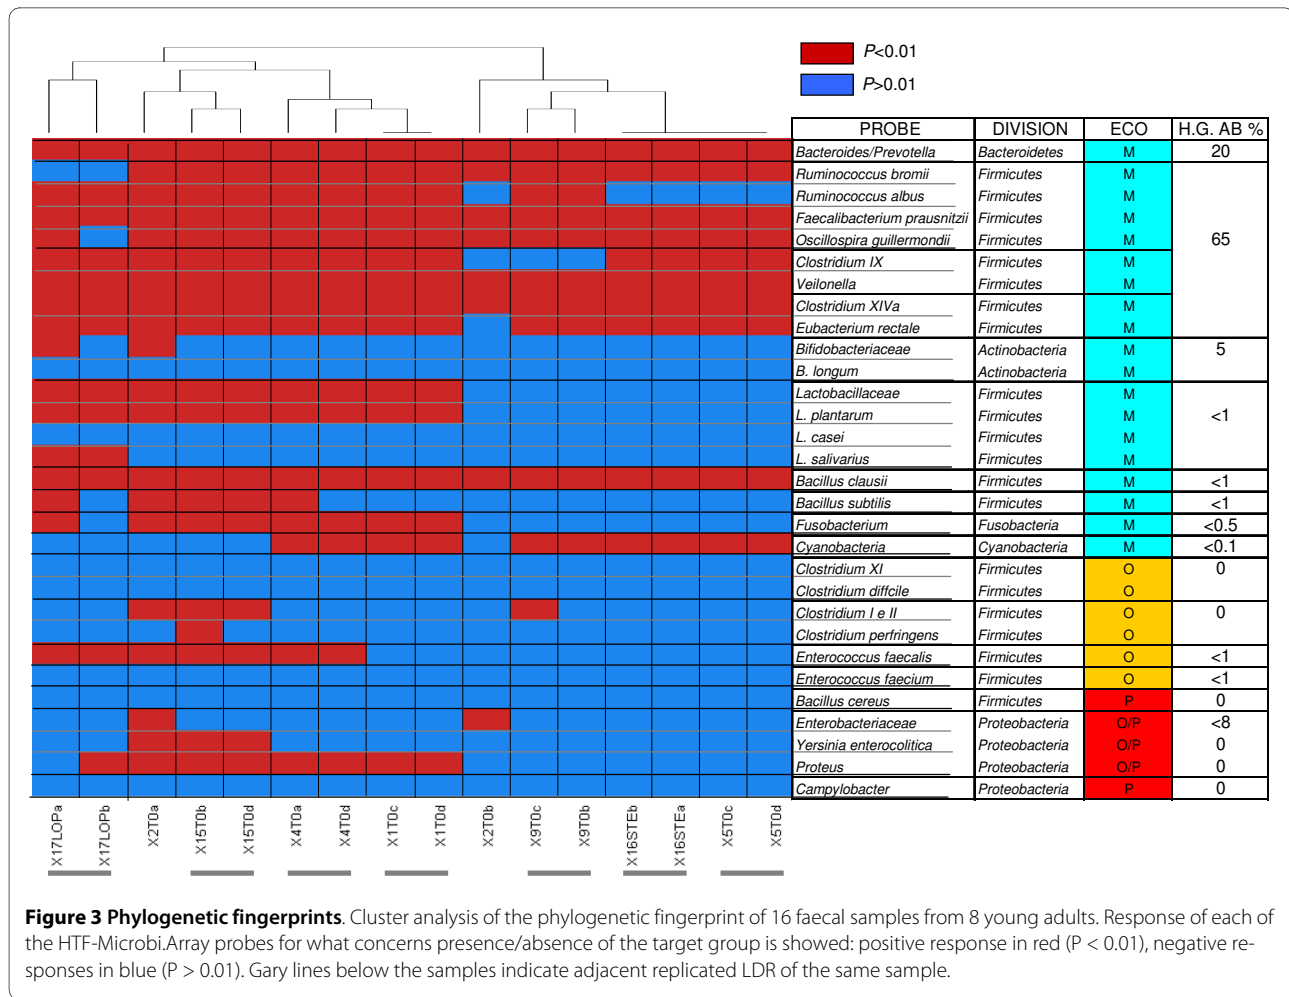 P<0.01
P>0.01
PROBE DIVISION ECO H.G. AB %
Bacteroides/Prevotella Bacteroidetes M 20
Ruminococcus bromii Firmicutes M
Ruminococcus albus Firmicutes M
Faecalibacterium prausnitzii Firmicutes M
Oscillospira guillermondii Firmicutes M 65
Clostridium IX Firmicutes M
Veilonella Firmicutes M
Clostridium XIVa Firmicutes M
Eubacterium rectale Firmicutes M
Bifidobacteriaceae Actinobacteria M 5
B. longum Actinobacteria M
Lactobacillaceae Firmicutes M
L. plantarum Firmicutes M <1
L. casei Firmicutes M
L. salivarius Firmicutes M
Bacillus clausii Firmicutes M <1
Bacillus subtilis Firmicutes M <1
Fusobacterium Fusobacteria M <0.5
Cyanobacteria Cyanobacteria M <0.1
Clostridium XI Firmicutes O 0
Clostridium diffcile Firmicutes O
Clostridium I e II Firmicutes O 0
Clostridium perfringens Firmicutes O
Enterococcus faecalis Firmicutes O <1
Enterococcus faecium Firmicutes O <1
Bacillus cereus Firmicutes P 0
Enterobacteriaceae Proteobacteria O/P <8
Yersinia enterocolitica Proteobacteria O/P 0
Proteus Proteobacteria O/P 0
Campylobacter Proteobacteria P 0
X17LOPa
X17LOPb
X2T0a
X15T0b
X15T0d
X4T0a
X4T0d
X1T0c
X1T0d
X2T0b
X9T0c
X9T0b
X16STEb
X16STEa
X5T0c
X5T0d
Figure 3 Phylogenetic fingerprints. Cluster analysis of the phylogenetic fingerprint of 16 faecal samples from 8 young adults. Response of each of
the HTF-Microbi.Array probes for what concerns presence/absence of the target group is showed: positive response in red (P < 0.01), negative re-
sponses in blue (P > 0.01). Gary lines below the samples indicate adjacent replicated LDR of the same sample.